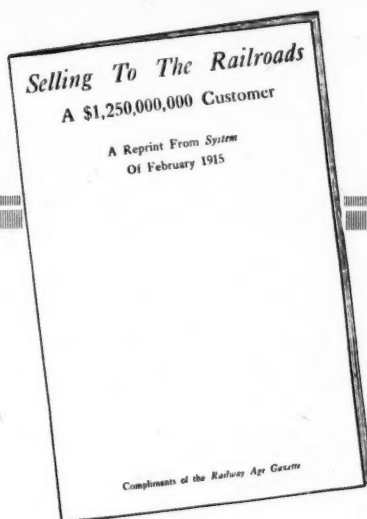 Selling To The Railroads
A $1,250,000,000 Customer
A Reprint From System
Of February 1915
Compliments of the Railway Age Gazette